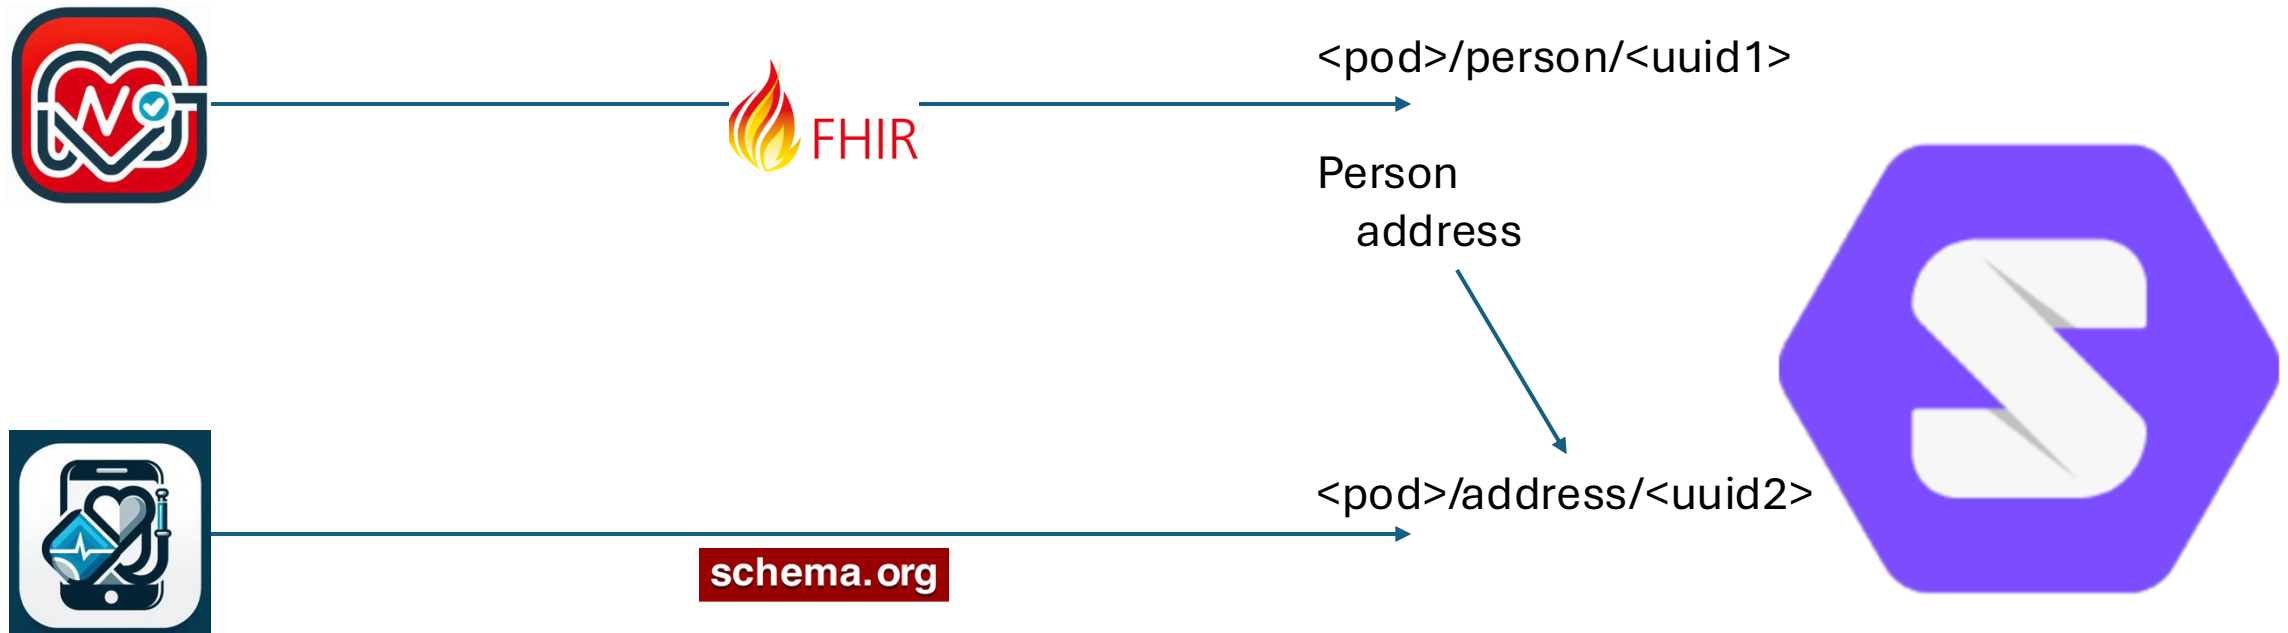 <pod>/person/<uuid1>
FHIR
Person
address
<pod>/address/<uuid2>
schema.org